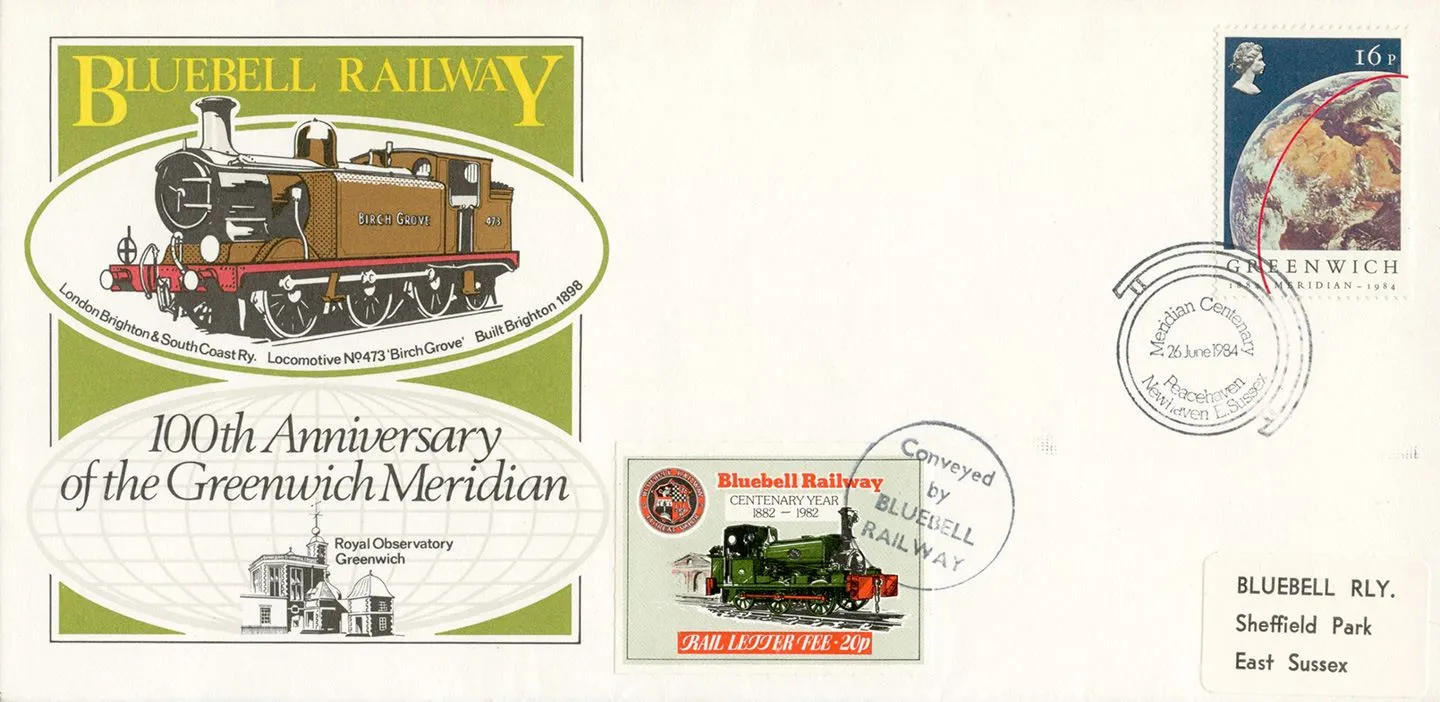 BLUEBELL RAILWAY
BIRCH GROVE
473
London Brighton & South Coast Ry. Locomotive Nº473 'Birch Grove' Built Brighton 1898
100th Anniversary
of the Greenwich Meridian
Royal Observatory
Greenwich
16P
GREENWICH
1884 MERIDIAN - 1984
Meridian Centenary
26 June 1984
Peacehaven
Newhaven E.Sussex
Bluebell Railway
CENTENARY YEAR
1882 - 1982
BLUEBELL RAILWAY
RAIL LETTER FEE - 20p
Conveyed
by
BLUEBELL
RAILWAY
BLUEBELL RLY.
Sheffield Park
East Sussex